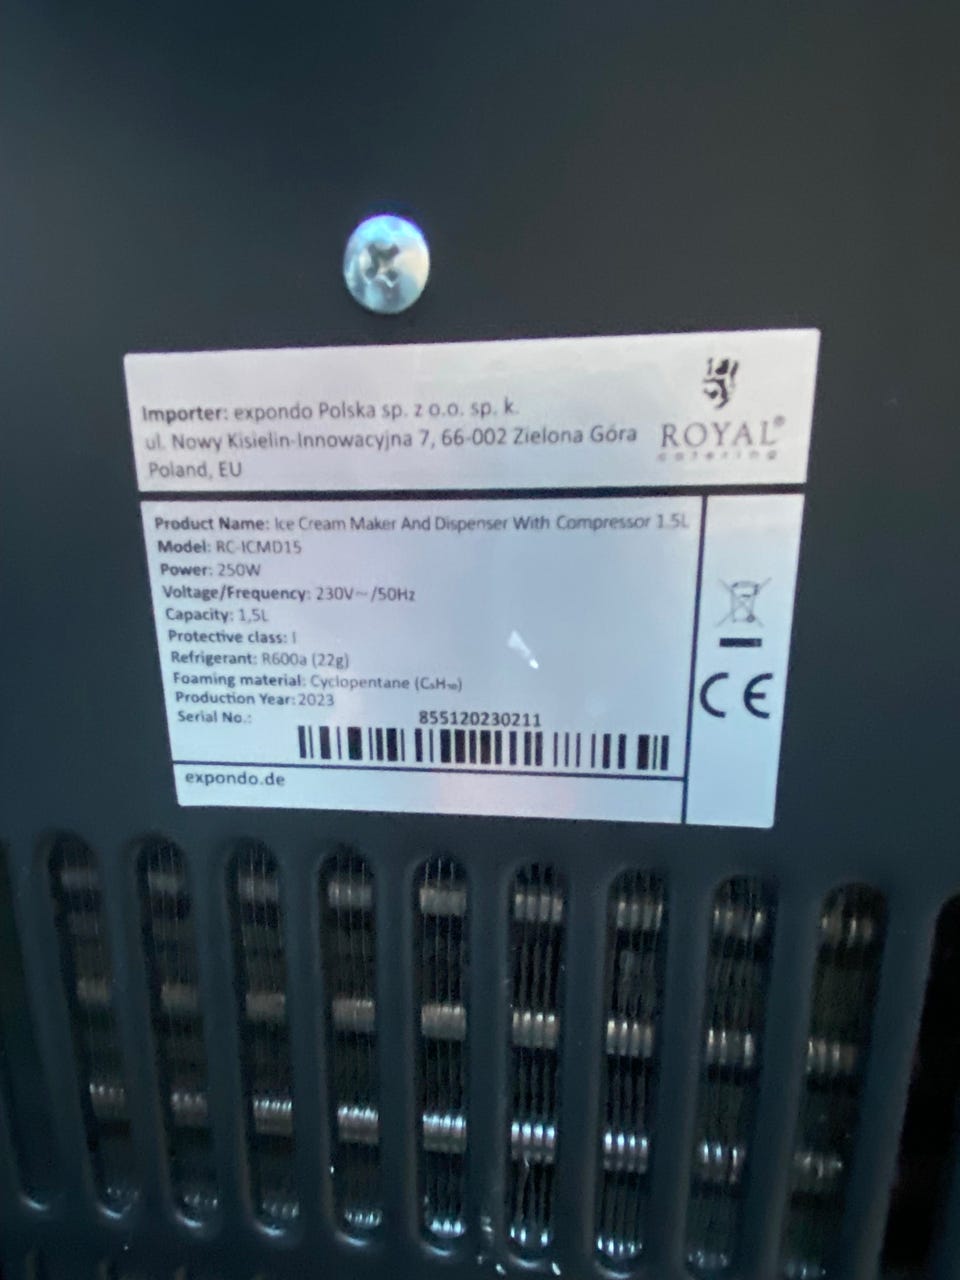 Importer: expondo Polska sp. z o.o. sp. k.
ul. Nowy Kisielin-Innowacyjna 7, 66-002 Zielona Góra
Poland, EU
ROYAL®
catering
Product Name: Ice Cream Maker And Dispenser With Compressor 1.5L
Model: RC-ICMD15
Power: 250W
Voltage/Frequency: 230V~/50Hz
Capacity: 1,5L
Protective class: I
Refrigerant: R600a (22g)
Foaming material: Cyclopentane (C₅H₁₀)
Production Year: 2023
Serial No.: 855120230211
expondo.de
CE